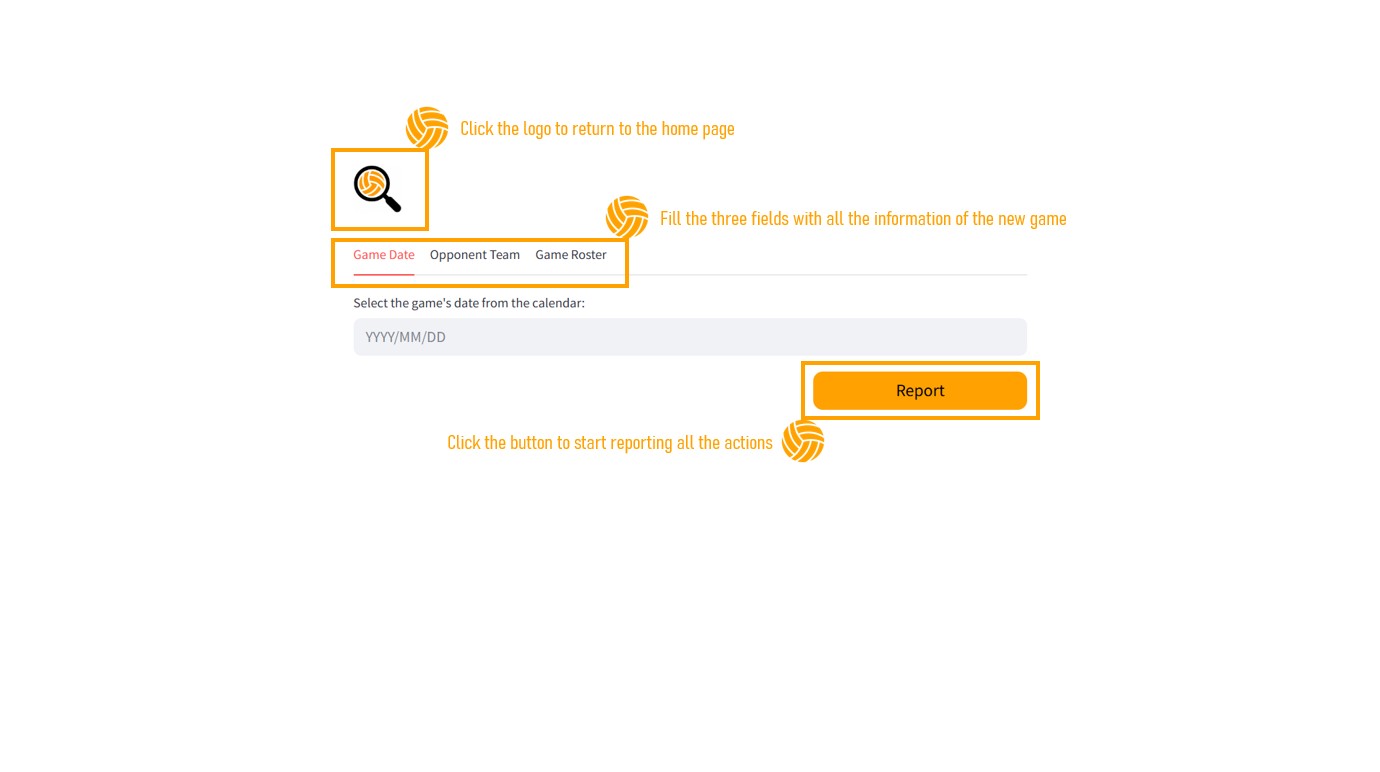 Click the logo to return to the home page
Fill the three fields with all the information of the new game
Game Date Opponent Team Game Roster
Select the game's date from the calendar:
YYYY/MM/DD
Report
Click the button to start reporting all the actions